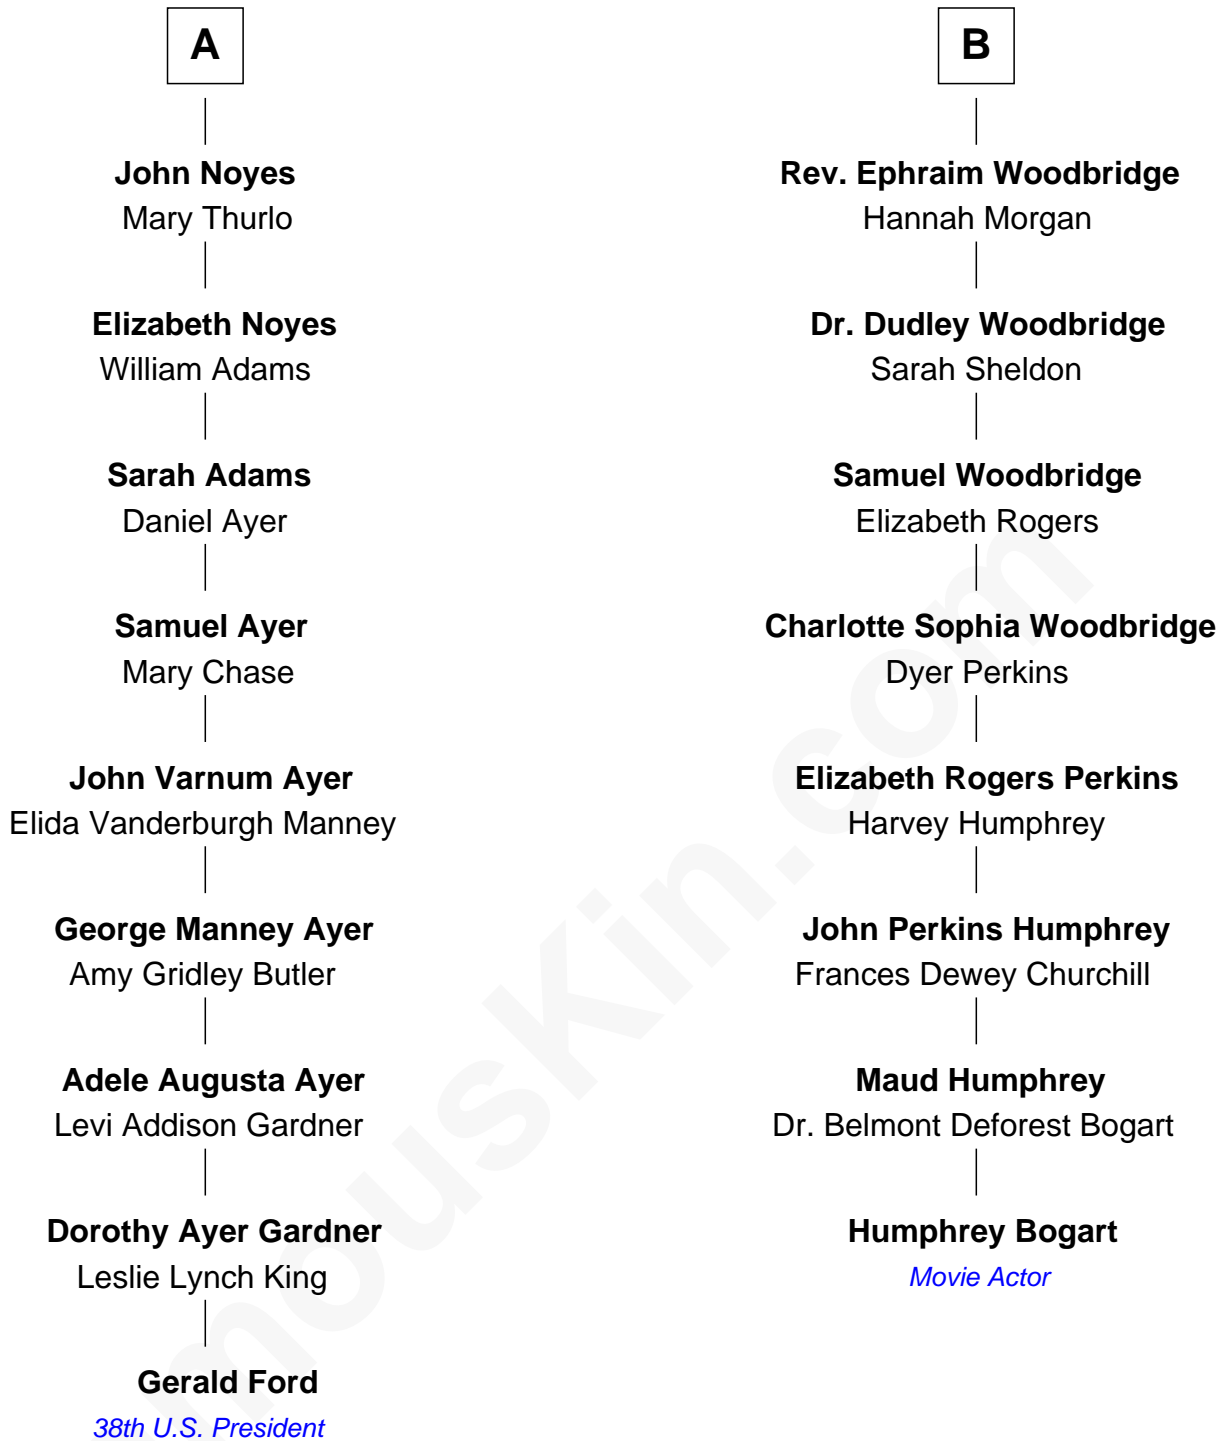 A
John Noyes
Mary Thurlo
Elizabeth Noyes
William Adams
Sarah Adams
Daniel Ayer
Samuel Ayer
Mary Chase
John Varnum Ayer
Elida Vanderburgh Manney
George Manney Ayer
Amy Gridley Butler
Adele Augusta Ayer
Levi Addison Gardner
Dorothy Ayer Gardner
Leslie Lynch King
Gerald Ford
38th U.S. President
B
Rev. Ephraim Woodbridge
Hannah Morgan
Dr. Dudley Woodbridge
Sarah Sheldon
Samuel Woodbridge
Elizabeth Rogers
Charlotte Sophia Woodbridge
Dyer Perkins
Elizabeth Rogers Perkins
Harvey Humphrey
John Perkins Humphrey
Frances Dewey Churchill
Maud Humphrey
Dr. Belmont Deforest Bogart
Humphrey Bogart
Movie Actor
mousKin.com